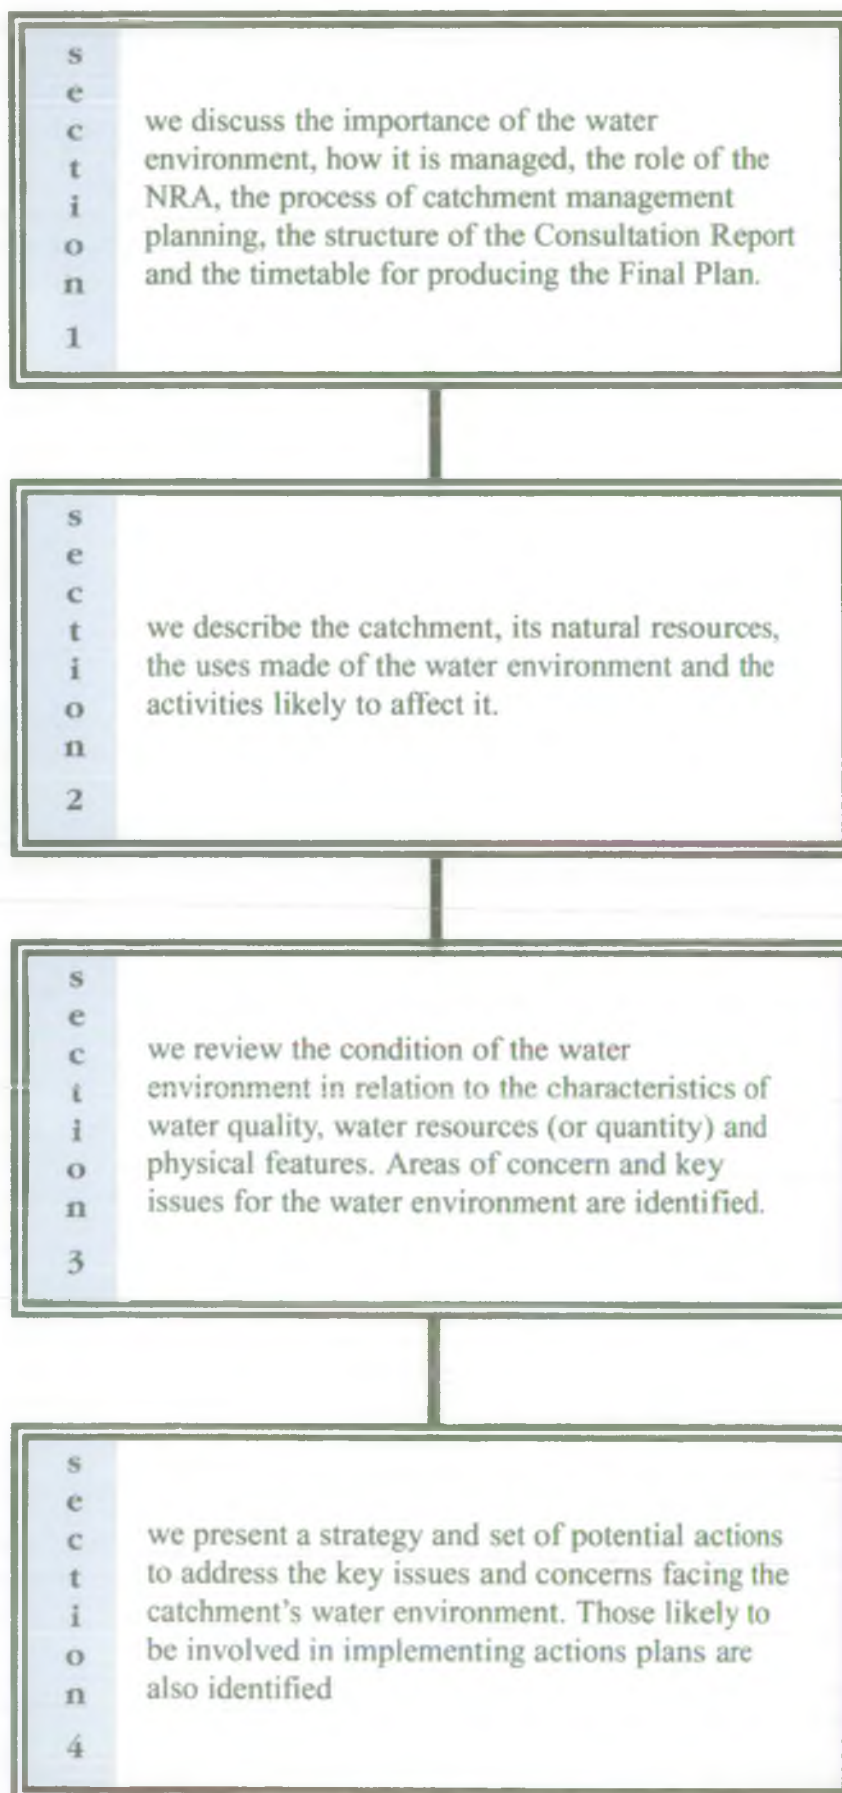 section 1
we discuss the importance of the water
environment, how it is managed, the role of the
NRA, the process of catchment management
planning, the structure of the Consultation Report
and the timetable for producing the Final Plan.
section 2
we describe the catchment, its natural resources,
the uses made of the water environment and the
activities likely to affect it.
section 3
we review the condition of the water
environment in relation to the characteristics of
water quality, water resources (or quantity) and
physical features. Areas of concern and key
issues for the water environment are identified.
section 4
we present a strategy and set of potential actions
to address the key issues and concerns facing the
catchment's water environment. Those likely to
be involved in implementing actions plans are
also identified